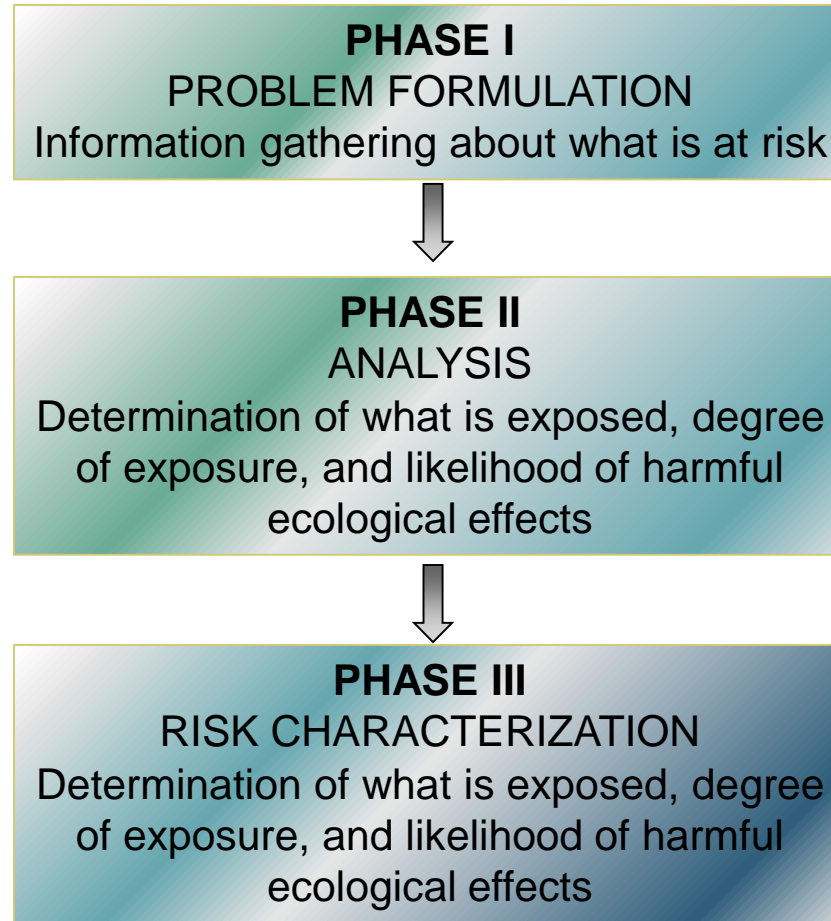 PHASE I
PROBLEM FORMULATION
Information gathering about what is at risk
PHASE II
ANALYSIS
Determination of what is exposed, degree
of exposure, and likelihood of harmful
ecological effects
PHASE III
RISK CHARACTERIZATION
Determination of what is exposed, degree
of exposure, and likelihood of harmful
ecological effects